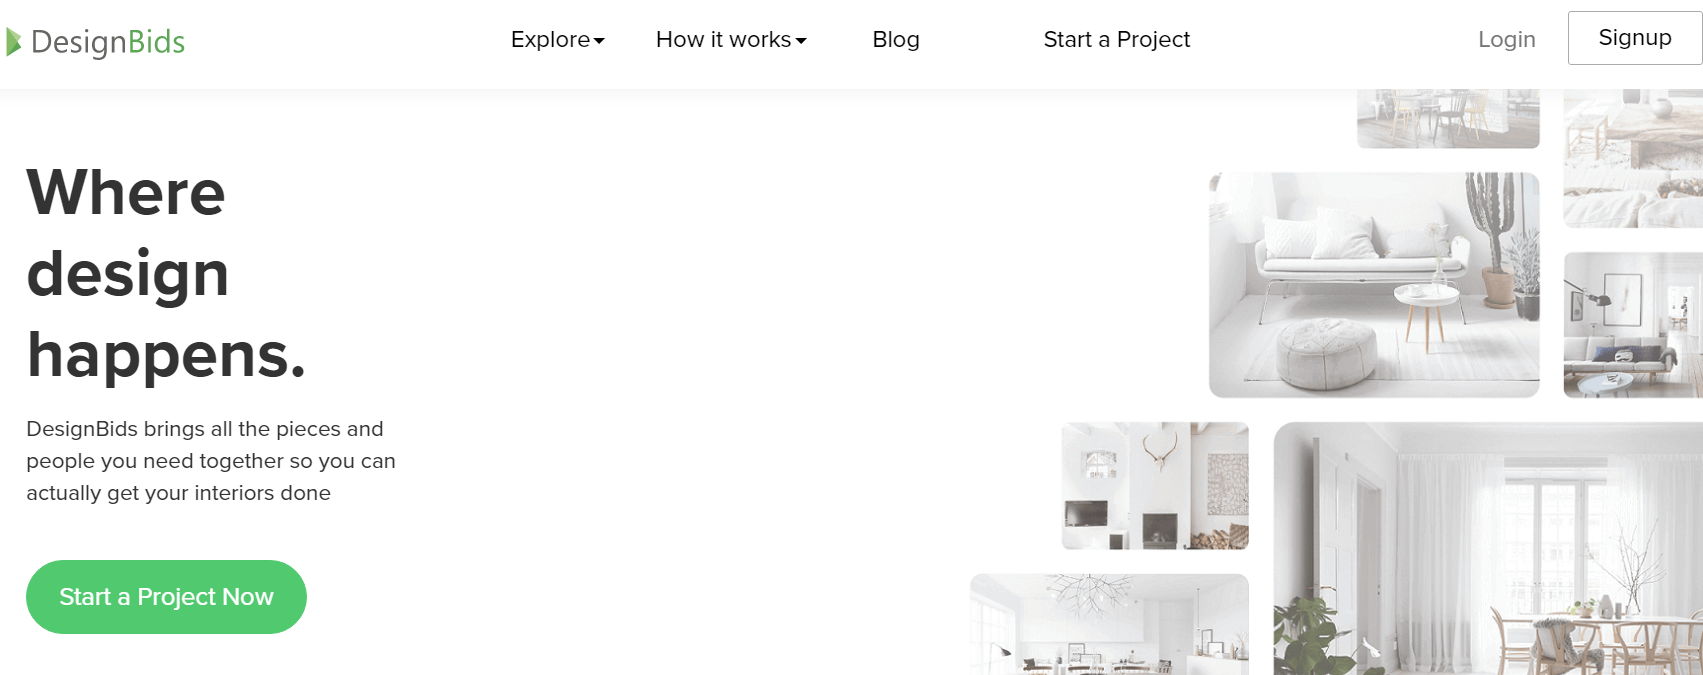 DesignBids
Explore
How it works
Blog
Start a Project
Login
Signup
Where
design
happens.
DesignBids brings all the pieces and
people you need together so you can
actually get your interiors done
Start a Project Now